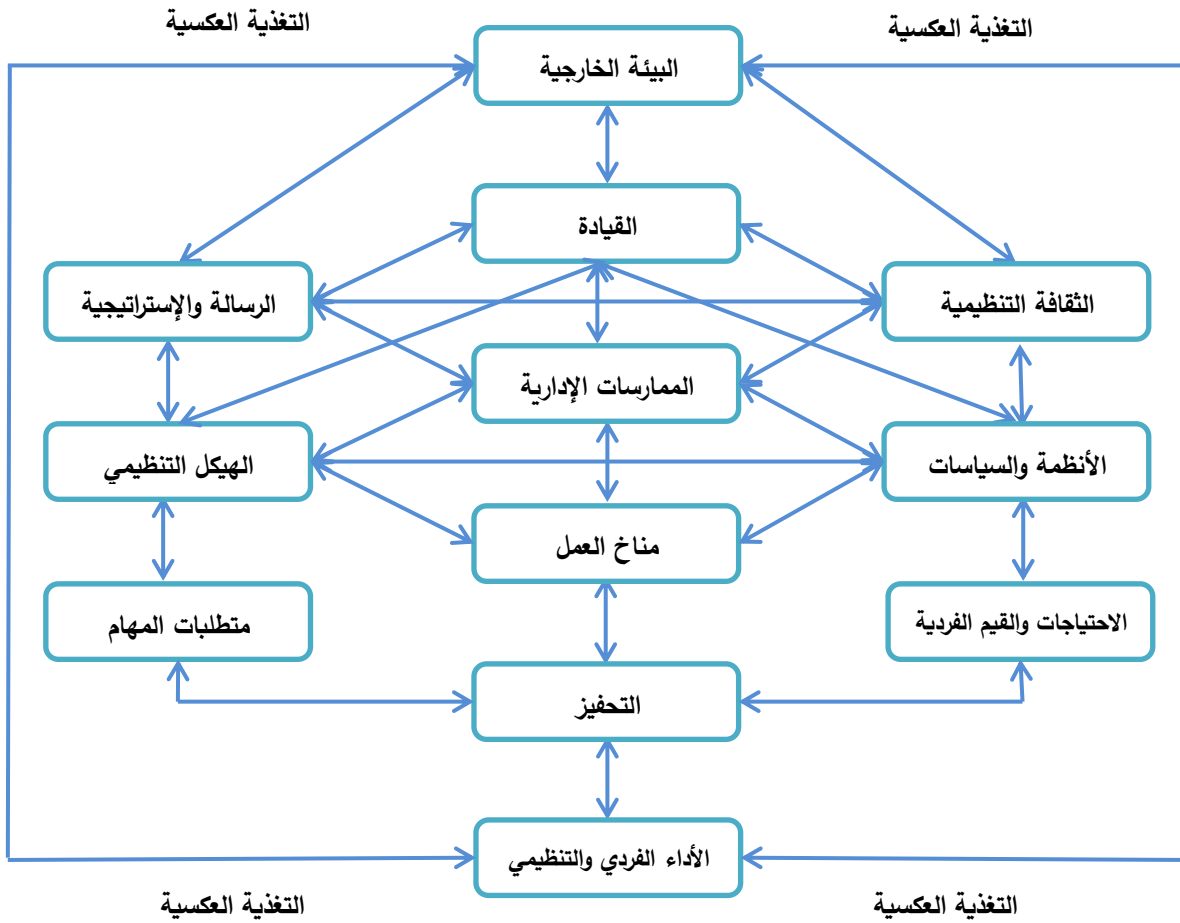 التغذية العكسية
التغذية العكسية
البيئة الخارجية
القيادة
الثقافة التنظيمية
الرسالة والإستراتيجية
الممارسات الإدارية
الأنظمة والسياسات
الهيكل التنظيمي
مناخ العمل
الاحتياجات والقيم الفردية
متطلبات المهام
التحفيز
الأداء الفردي والتنظيمي
التغذية العكسية
التغذية العكسية